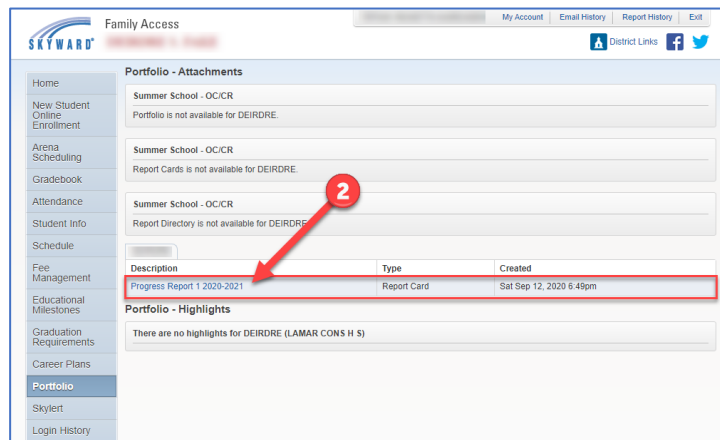 Family Access
My Account Email History Report History Exit
SKYWARD®
District Links
Home
New Student
Online
Enrollment
Arena
Scheduling
Gradebook
Attendance
Student Info
Schedule
Fee
Management
Educational
Milestones
Graduation
Requirements
Career Plans
Portfolio
Skylert
Login History
Portfolio - Attachments
Summer School - OC/CR
Portfolio is not available for DEIRDRE.
Summer School - OC/CR
Report Cards is not available for DEIRDRE.
2
Summer School - OC/CR
Report Directory is not available for DEIRDRE
Description Type Created
Progress Report 1 2020-2021 Report Card Sat Sep 12, 2020 6:49pm
Portfolio - Highlights
There are no highlights for DEIRDRE (LAMAR CONS H S)